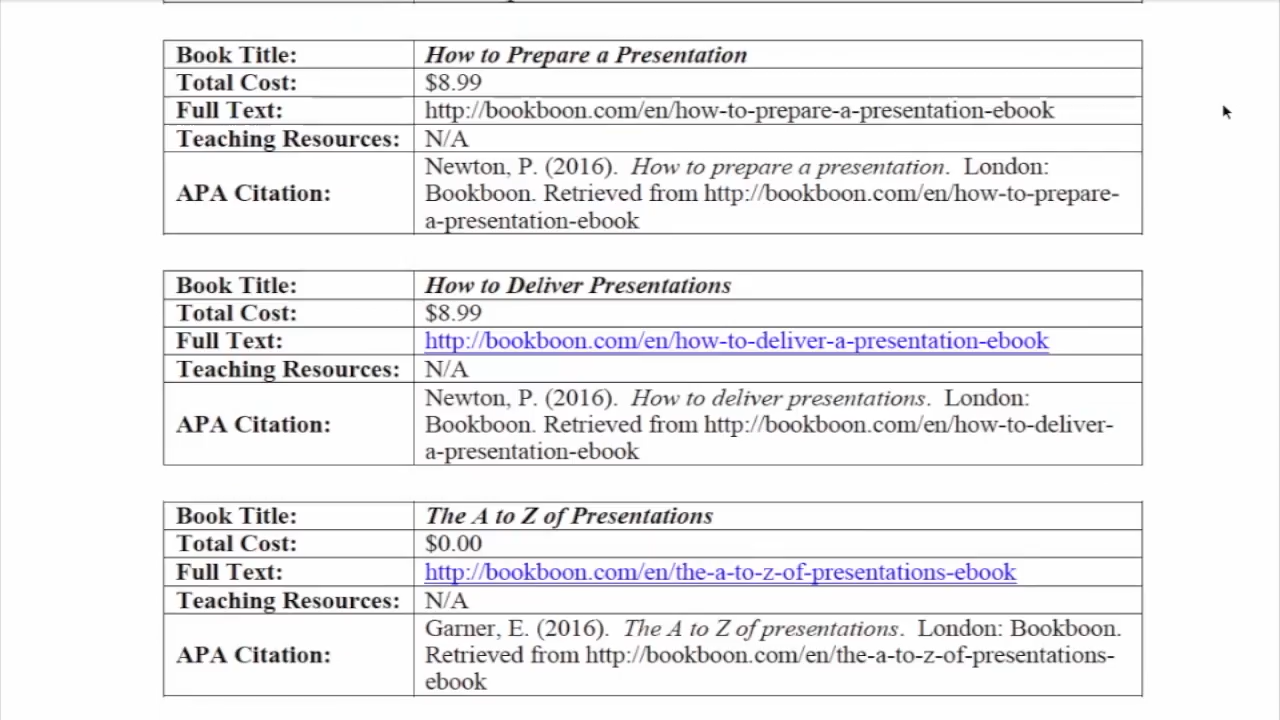 Book Title: How to Prepare a Presentation
Total Cost: $8.99
Full Text: http://bookboon.com/en/how-to-prepare-a-presentation-ebook
Teaching Resources: N/A
APA Citation: Newton, P. (2016). How to prepare a presentation. London:
Bookboon. Retrieved from http://bookboon.com/en/how-to-prepare-
a-presentation-ebook
Book Title: How to Deliver Presentations
Total Cost: $8.99
Full Text: http://bookboon.com/en/how-to-deliver-a-presentation-ebook
Teaching Resources: N/A
APA Citation: Newton, P. (2016). How to deliver presentations. London:
Bookboon. Retrieved from http://bookboon.com/en/how-to-deliver-
a-presentation-ebook
Book Title: The A to Z of Presentations
Total Cost: $0.00
Full Text: http://bookboon.com/en/the-a-to-z-of-presentations-ebook
Teaching Resources: N/A
APA Citation: Garner, E. (2016). The A to Z of presentations. London: Bookboon.
Retrieved from http://bookboon.com/en/the-a-to-z-of-presentations-
ebook